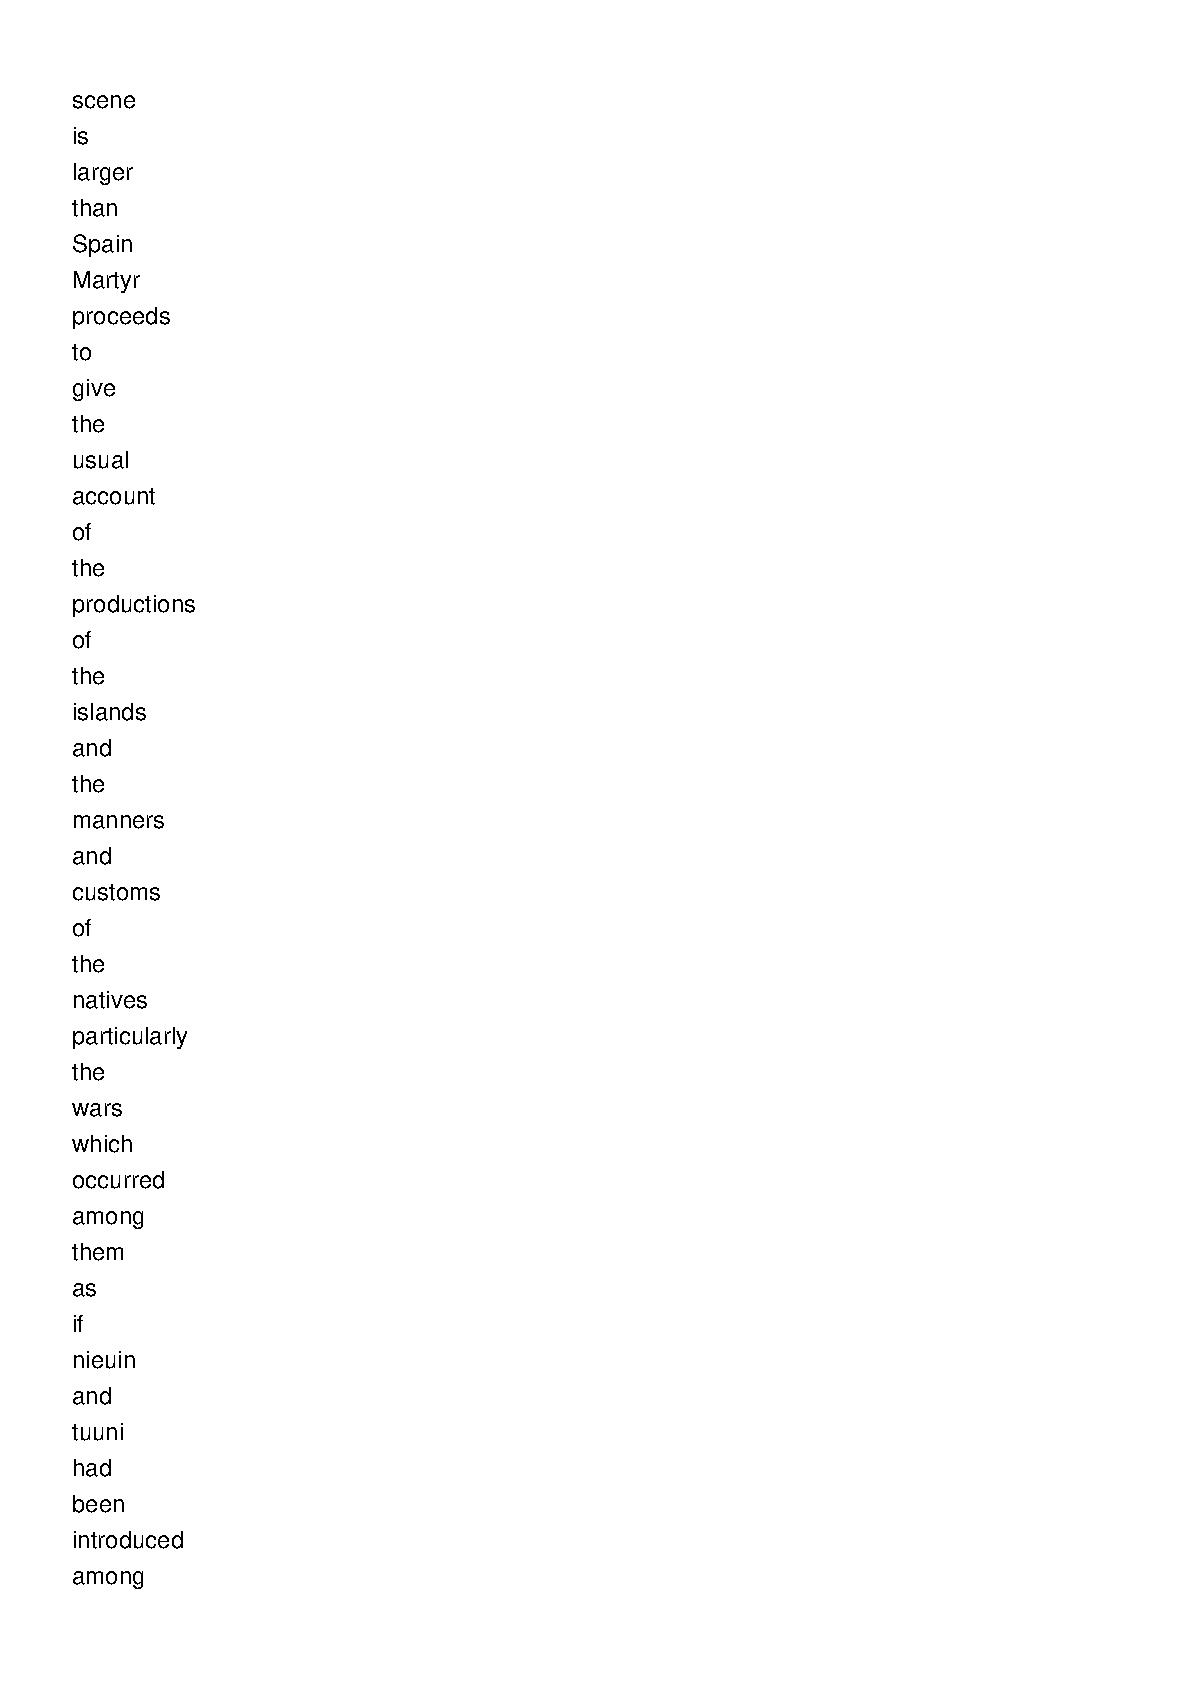 scene
is
larger
than
Spain
Martyr
proceeds
to
give
the
usual
account
of
the
productions
of
the
islands
and
the
manners
and
customs
of
the
natives
particularly
the
wars
which
occurred
among
them
as
if
nieuin
and
tuuni
had
been
introduced
among